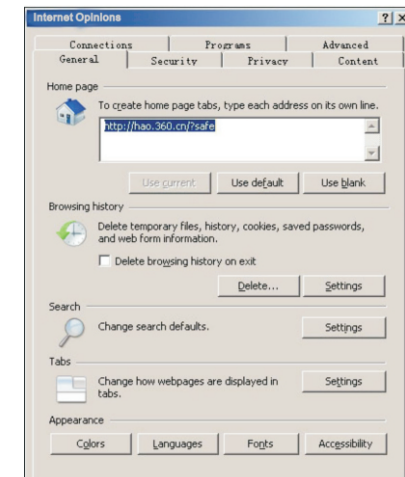 Internet Opinions
Connections Programs Advanced
General Security Privacy Content
Home page
To create home page tabs, type each address on its own line.
http://hao.360.cn/?safe
Use current Use default Use blank
Browsing history
Delete temporary files, history, cookies, saved passwords,
and web form information.
Delete browsing history on exit
Delete... Settings
Search
Change search defaults. Settings
Tabs
Change how webpages are displayed in Settings
tabs.
Appearance
Colors Languages Fonts Accessibility